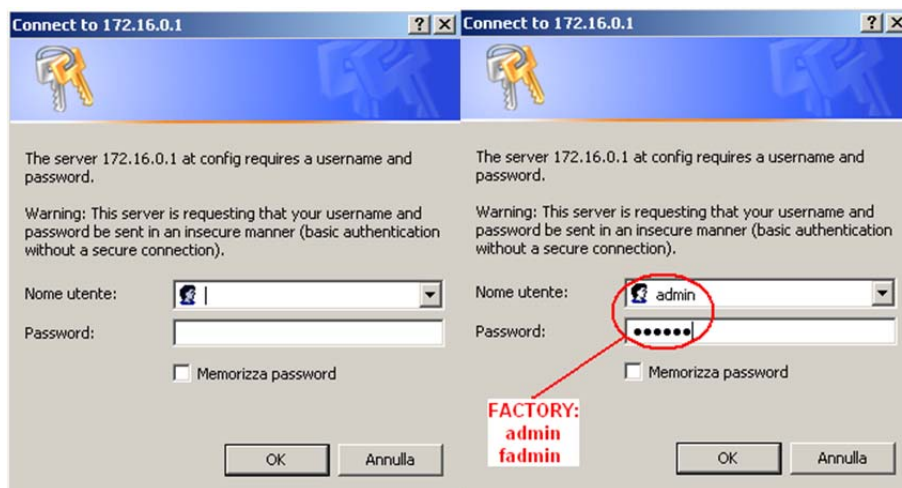 Connect to 172.16.0.1
The server 172.16.0.1 at config requires a username and
password.
Warning: This server is requesting that your username and
password be sent in an insecure manner (basic authentication
without a secure connection).
Nome utente:
Password:
Memorizza password
OK Annulla
Connect to 172.16.0.1
The server 172.16.0.1 at config requires a username and
password.
Warning: This server is requesting that your username and
password be sent in an insecure manner (basic authentication
without a secure connection).
Nome utente: admin
Password: ••••••
Memorizza password
FACTORY:
admin
fadmin
OK Annulla